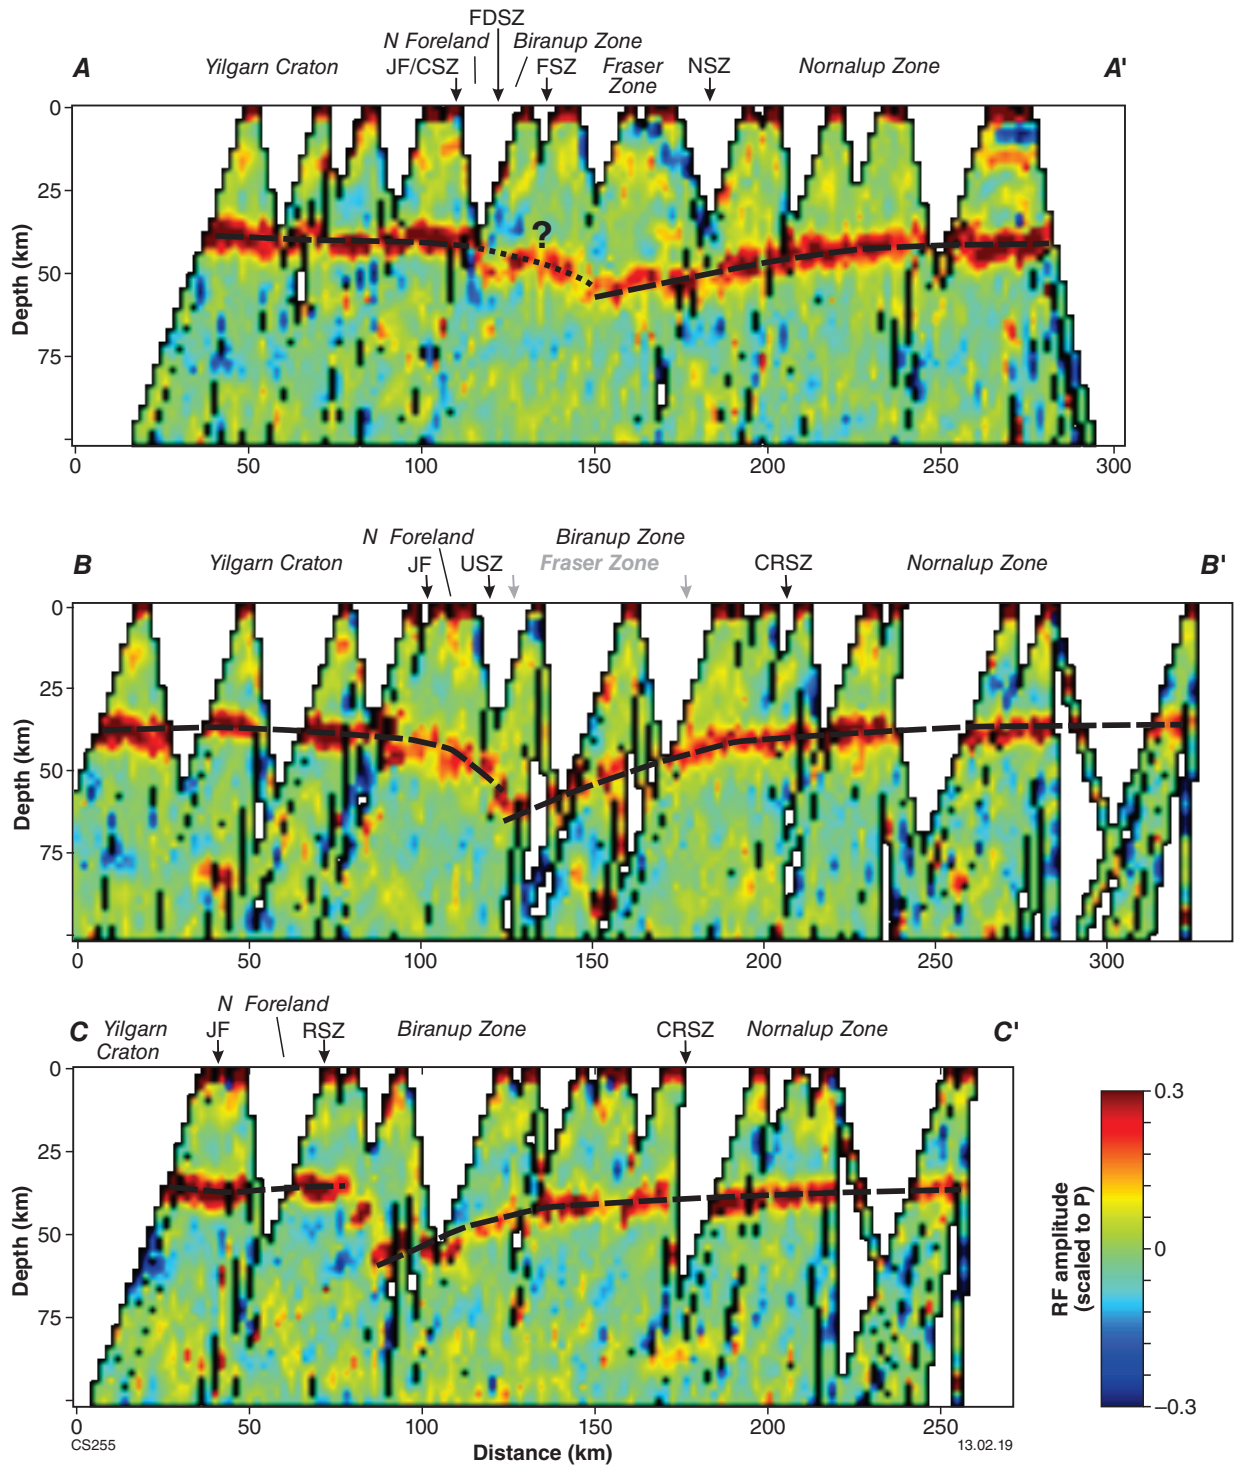 FDSZ
N Foreland Biranup Zone
A Yilgarn Craton JF/CSZ FSZ Fraser Zone NSZ Nornalup Zone A'
0
25
50
75
Depth (km)
?
0 50 100 150 200 250 300
N Foreland Biranup Zone
B Yilgarn Craton JF USZ Fraser Zone CRSZ Nornalup Zone B'
0
25
50
75
Depth (km)
0 50 100 150 200 250 300
N Foreland
C Yilgarn Craton JF RSZ Biranup Zone CRSZ Nornalup Zone C'
0
25
50
75
Depth (km)
0 50 100 150 200 250
Distance (km)
CS255
13.02.19
0.3
0
–0.3
RF amplitude
(scaled to P)